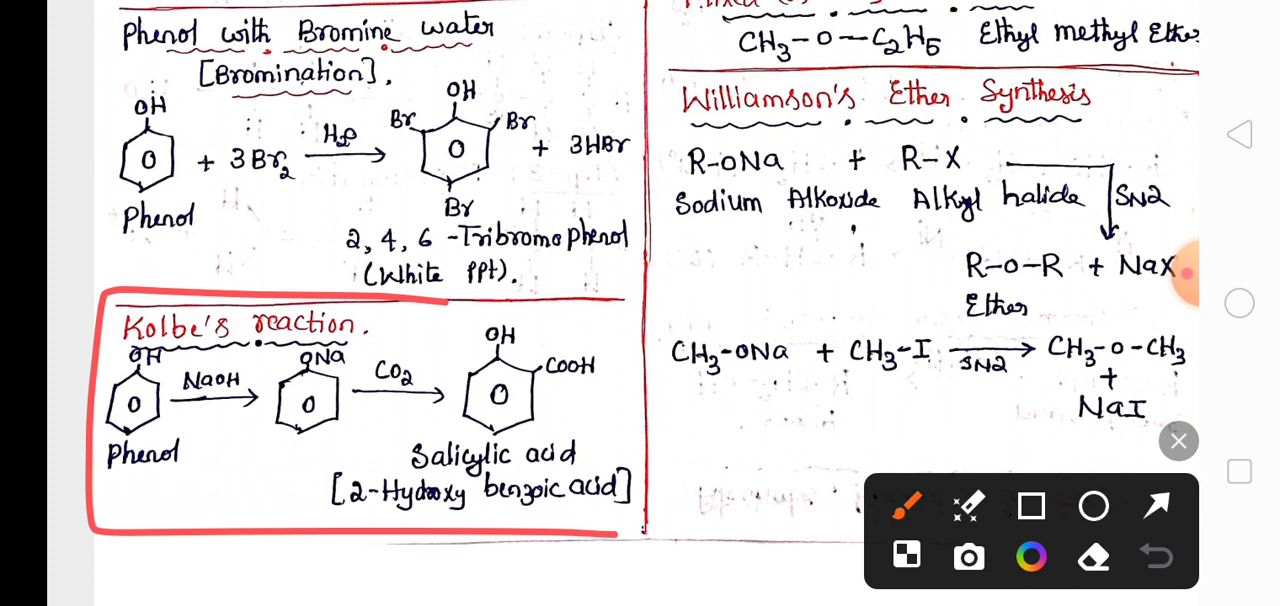 Phenol with Bromine water
[Bromination].
OH
+ 3Br2
H2O
OH
Br
Br
Br
+ 3HBr
Phenol
2, 4, 6 -Tribromo phenol
(White ppt).
Kolbe's reaction.
OH
NaOH
ONa
CO2
OH
COOH
Phenol
Salicylic acid
[2-Hydroxy benzoic acid]
CH3-O-C2H5 Ethyl methyl Ethe
Williamson's Ether Synthesis
R-ONa + R-X
Sodium Alkoxide Alkyl halide
SN2
R-O-R + NaX
Ether
CH3-ONa + CH3-I
SN2
CH3-O-CH3
+
NaI